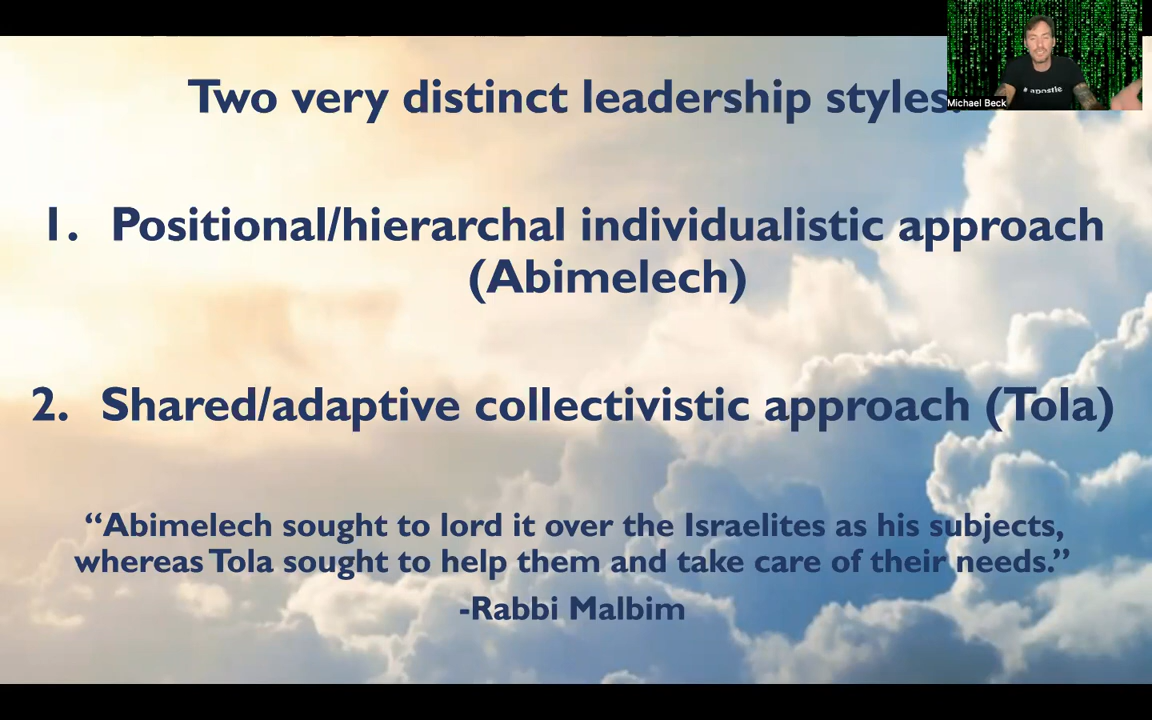 Two very distinct leadership styles.
Michael Beck
# apostle
1. Positional/hierarchal individualistic approach
(Abimelech)
2. Shared/adaptive collectivistic approach (Tola)
“Abimelech sought to lord it over the Israelites as his subjects,
whereas Tola sought to help them and take care of their needs.”
-Rabbi Malbim